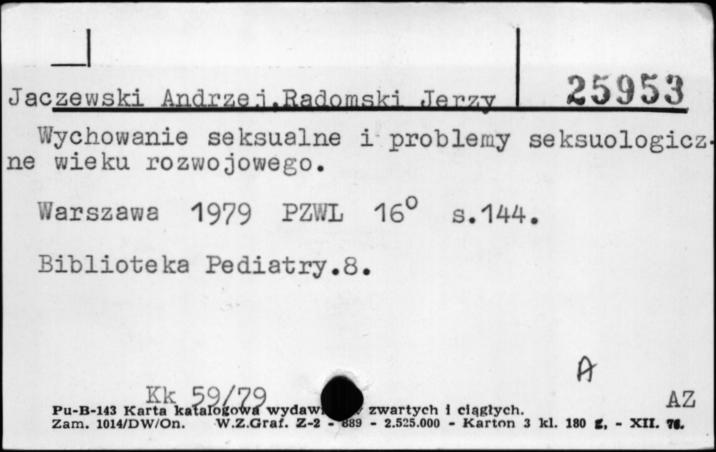 25953
Jaczewski Andrzej,Radomski Jerzy
Wychowanie seksualne i problemy seksuologicz-
ne wieku rozwojowego.
Warszawa 1979 PZWL 16° s.144.
Biblioteka Pediatry.8.
A
Kk 59/79
AZ
Pu-B-143 Karta katalogowa zwartych i ciągłych.
Zam. 1014/DW/On. W.Z.Graf. Z-2 - 889 - 2.525.000 - Karton 3 kl. 180 g, - XII.